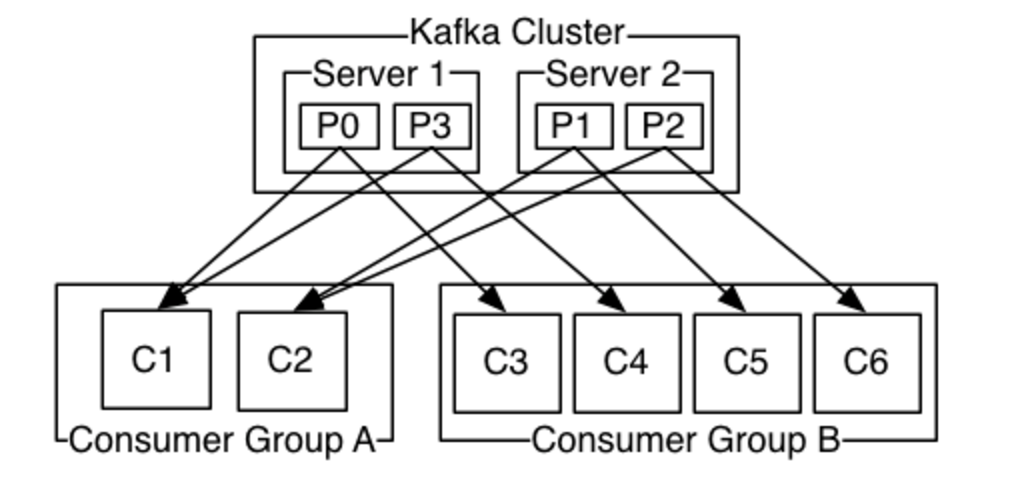 Kafka Cluster
Server 1
Server 2
P0
P3
P1
P2
C1
C2
C3
C4
C5
C6
Consumer Group A
Consumer Group B